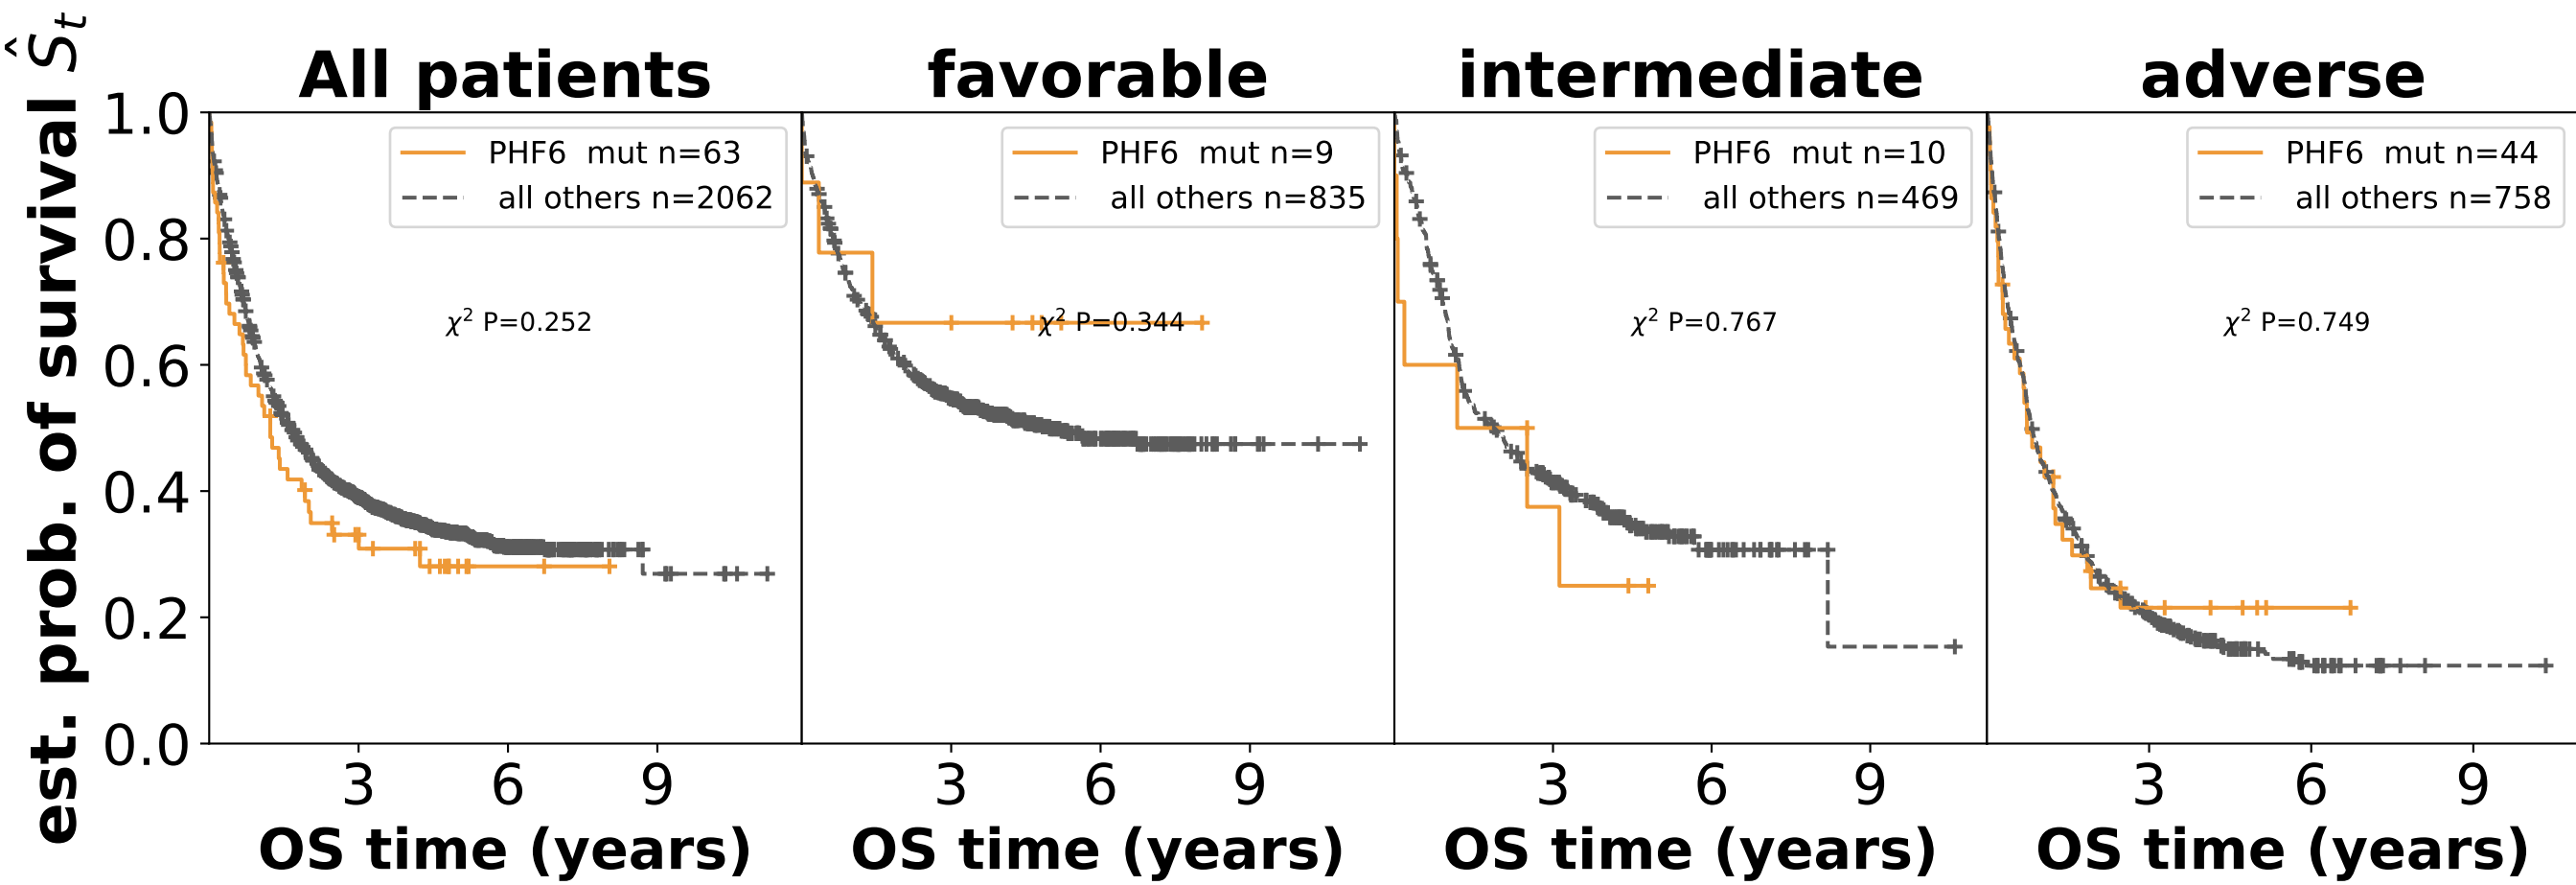 est. prob. of survival Ŝt
All patients
1.0
0.8
0.6
0.4
0.2
0.0
PHF6 mut n=63
all others n=2062
χ² P=0.252
3 6 9
OS time (years)
favorable
PHF6 mut n=9
all others n=835
χ² P=0.344
3 6 9
OS time (years)
intermediate
PHF6 mut n=10
all others n=469
χ² P=0.767
3 6 9
OS time (years)
adverse
PHF6 mut n=44
all others n=758
χ² P=0.749
3 6 9
OS time (years)